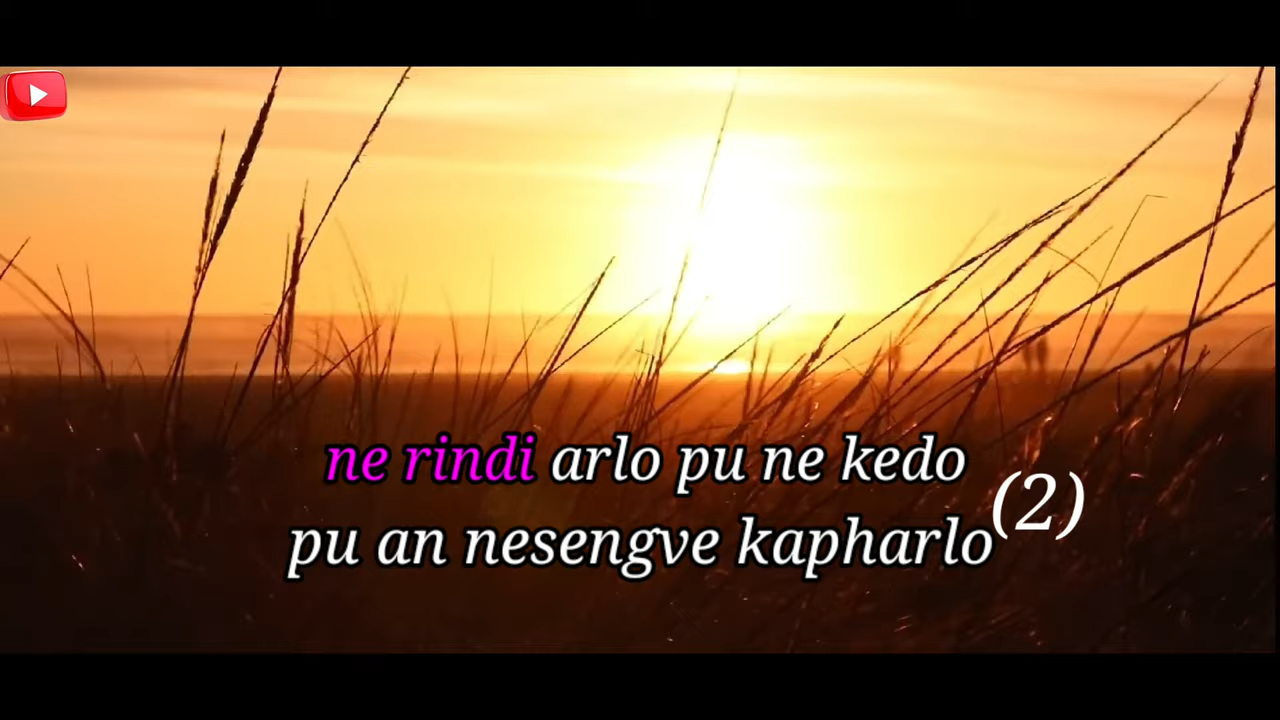 ne rindi arlo pu ne kedo
pu an nesengve kapharlo (2)